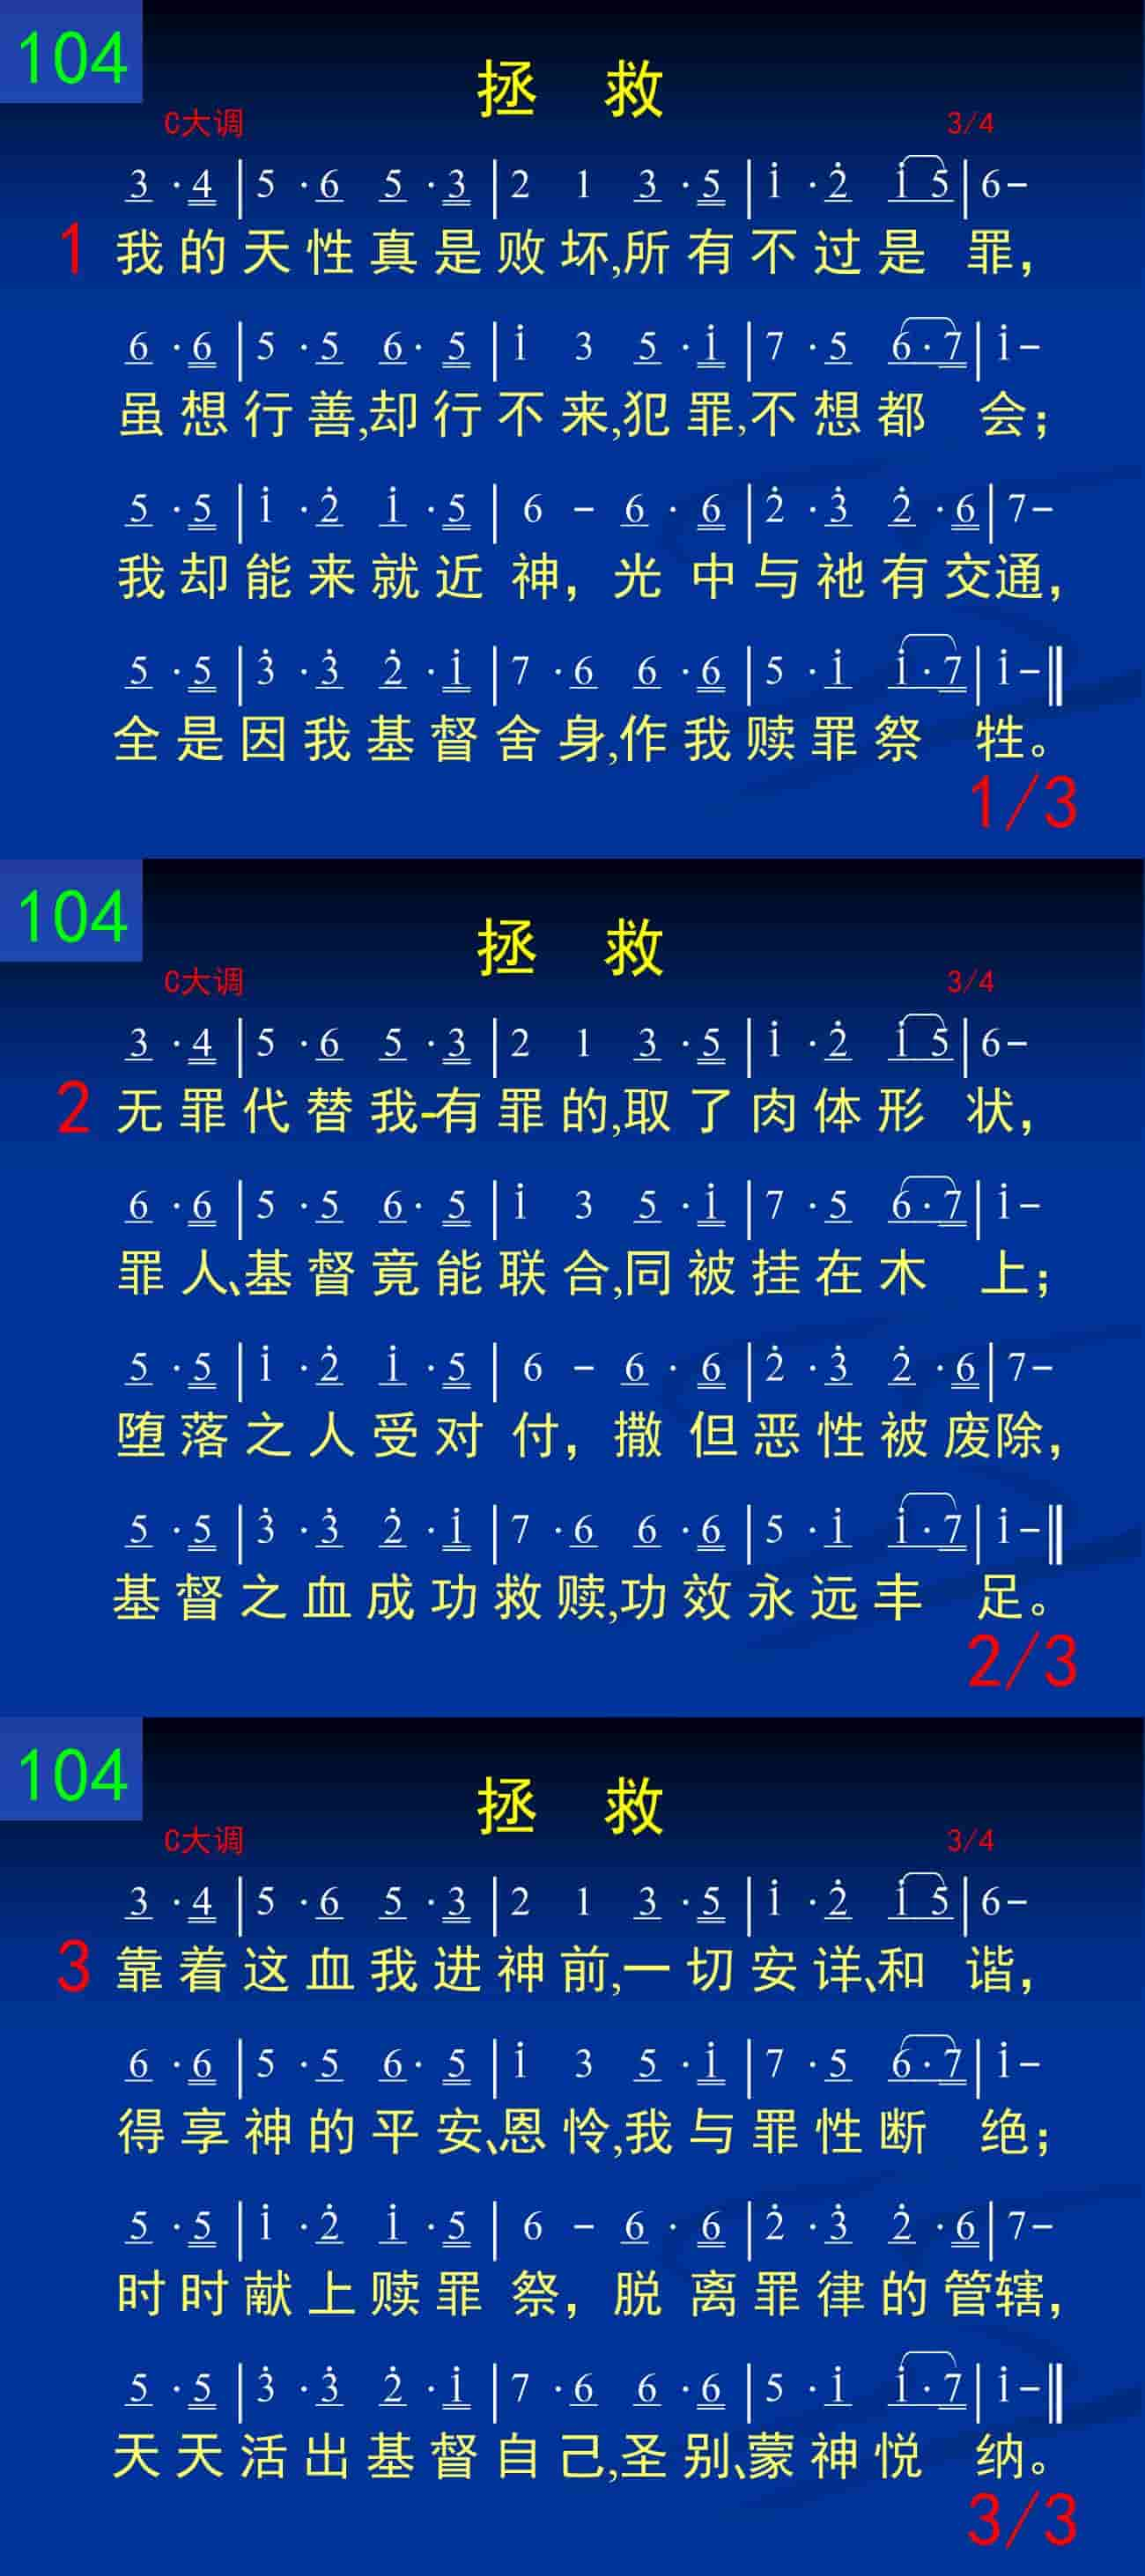 104
拯 救
C大调 3/4
3 · 4 | 5 · 6 5 · 3 | 2 1 3 · 5 | i · 2̇ i 5 | 6 –
1 我的天性真是败坏,所有不过是 罪,
6 · 6 | 5 · 5 6 · 5 | i 3 5 · i | 7 · 5 6 · 7 | i –
虽想行善,却行不来,犯罪,不想都 会;
5 · 5 | i · 2̇ i · 5 | 6 – 6 · 6 | 2̇ · 3̇ 2̇ · 6 | 7 –
我却能来就近神, 光中与祂有交通,
5 · 5 | 3̇ · 3̇ 2̇ · i | 7 · 6 6 · 6 | 5 · i i · 7 | i – ‖
全是因我基督舍身,作我赎罪祭 牲。
1/3
104
拯 救
C大调 3/4
3 · 4 | 5 · 6 5 · 3 | 2 1 3 · 5 | i · 2̇ i 5 | 6 –
2 无罪代替我-有罪的,取了肉体形 状,
6 · 6 | 5 · 5 6 · 5 | i 3 5 · i | 7 · 5 6 · 7 | i –
罪人、基督竟能联合,同被挂在木 上;
5 · 5 | i · 2̇ i · 5 | 6 – 6 · 6 | 2̇ · 3̇ 2̇ · 6 | 7 –
堕落之人受对付, 撒但恶性被废除,
5 · 5 | 3̇ · 3̇ 2̇ · i | 7 · 6 6 · 6 | 5 · i i · 7 | i – ‖
基督之血成功救赎,功效永远丰 足。
2/3
104
拯 救
C大调 3/4
3 · 4 | 5 · 6 5 · 3 | 2 1 3 · 5 | i · 2̇ i 5 | 6 –
3 靠着这血我进神前,一切安详、和 谐,
6 · 6 | 5 · 5 6 · 5 | i 3 5 · i | 7 · 5 6 · 7 | i –
得享神的平安、恩怜,我与罪性断 绝;
5 · 5 | i · 2̇ i · 5 | 6 – 6 · 6 | 2̇ · 3̇ 2̇ · 6 | 7 –
时时献上赎罪祭, 脱离罪律的管辖,
5 · 5 | 3̇ · 3̇ 2̇ · i | 7 · 6 6 · 6 | 5 · i i · 7 | i – ‖
天天活出基督自己,圣别、蒙神悦 纳。
3/3